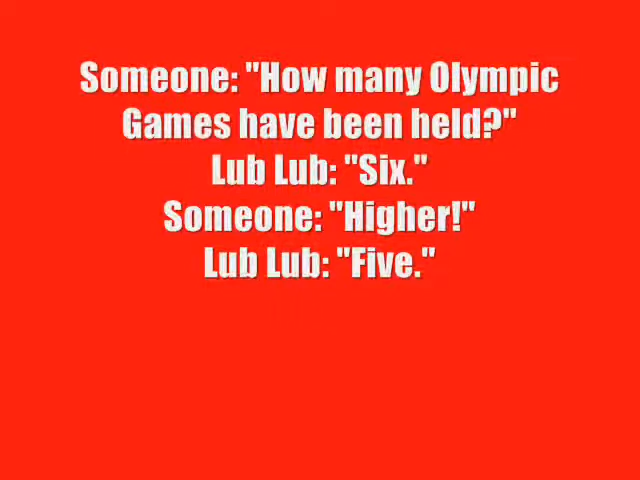 Someone: "How many Olympic
Games have been held?"
Lub Lub: "Six."
Someone: "Higher!"
Lub Lub: "Five."